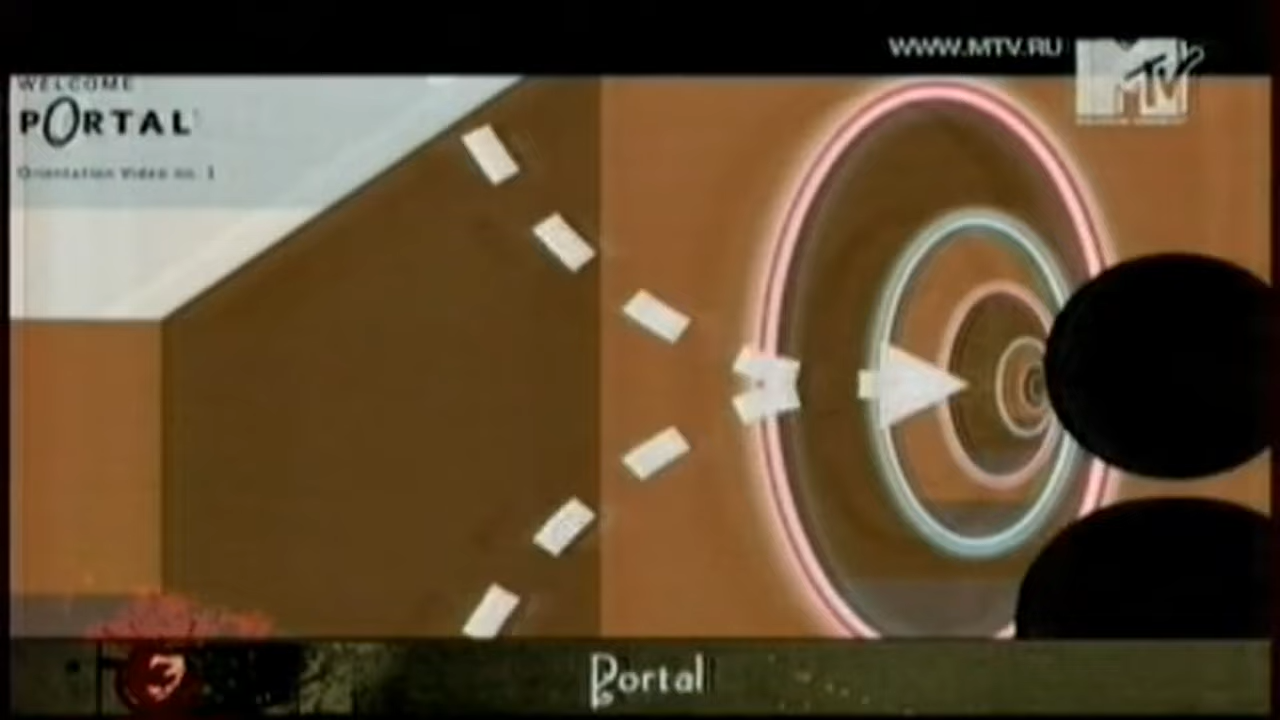 WWW.MTV.RU
MTV
WELCOME
PORTAL
Orientation Video no. 1
3
Portal